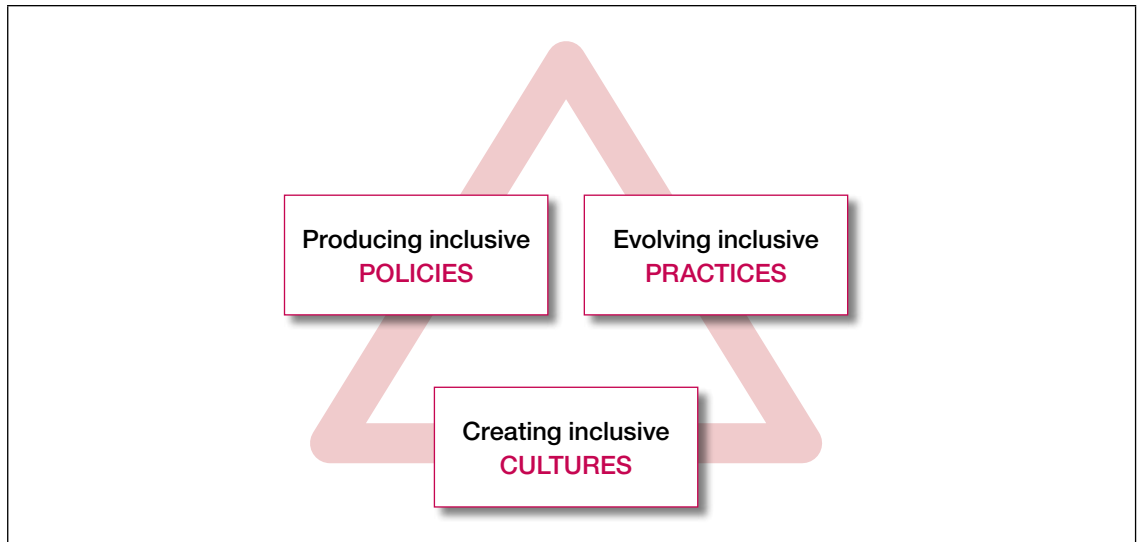 Producing inclusive
POLICIES
Evolving inclusive
PRACTICES
Creating inclusive
CULTURES